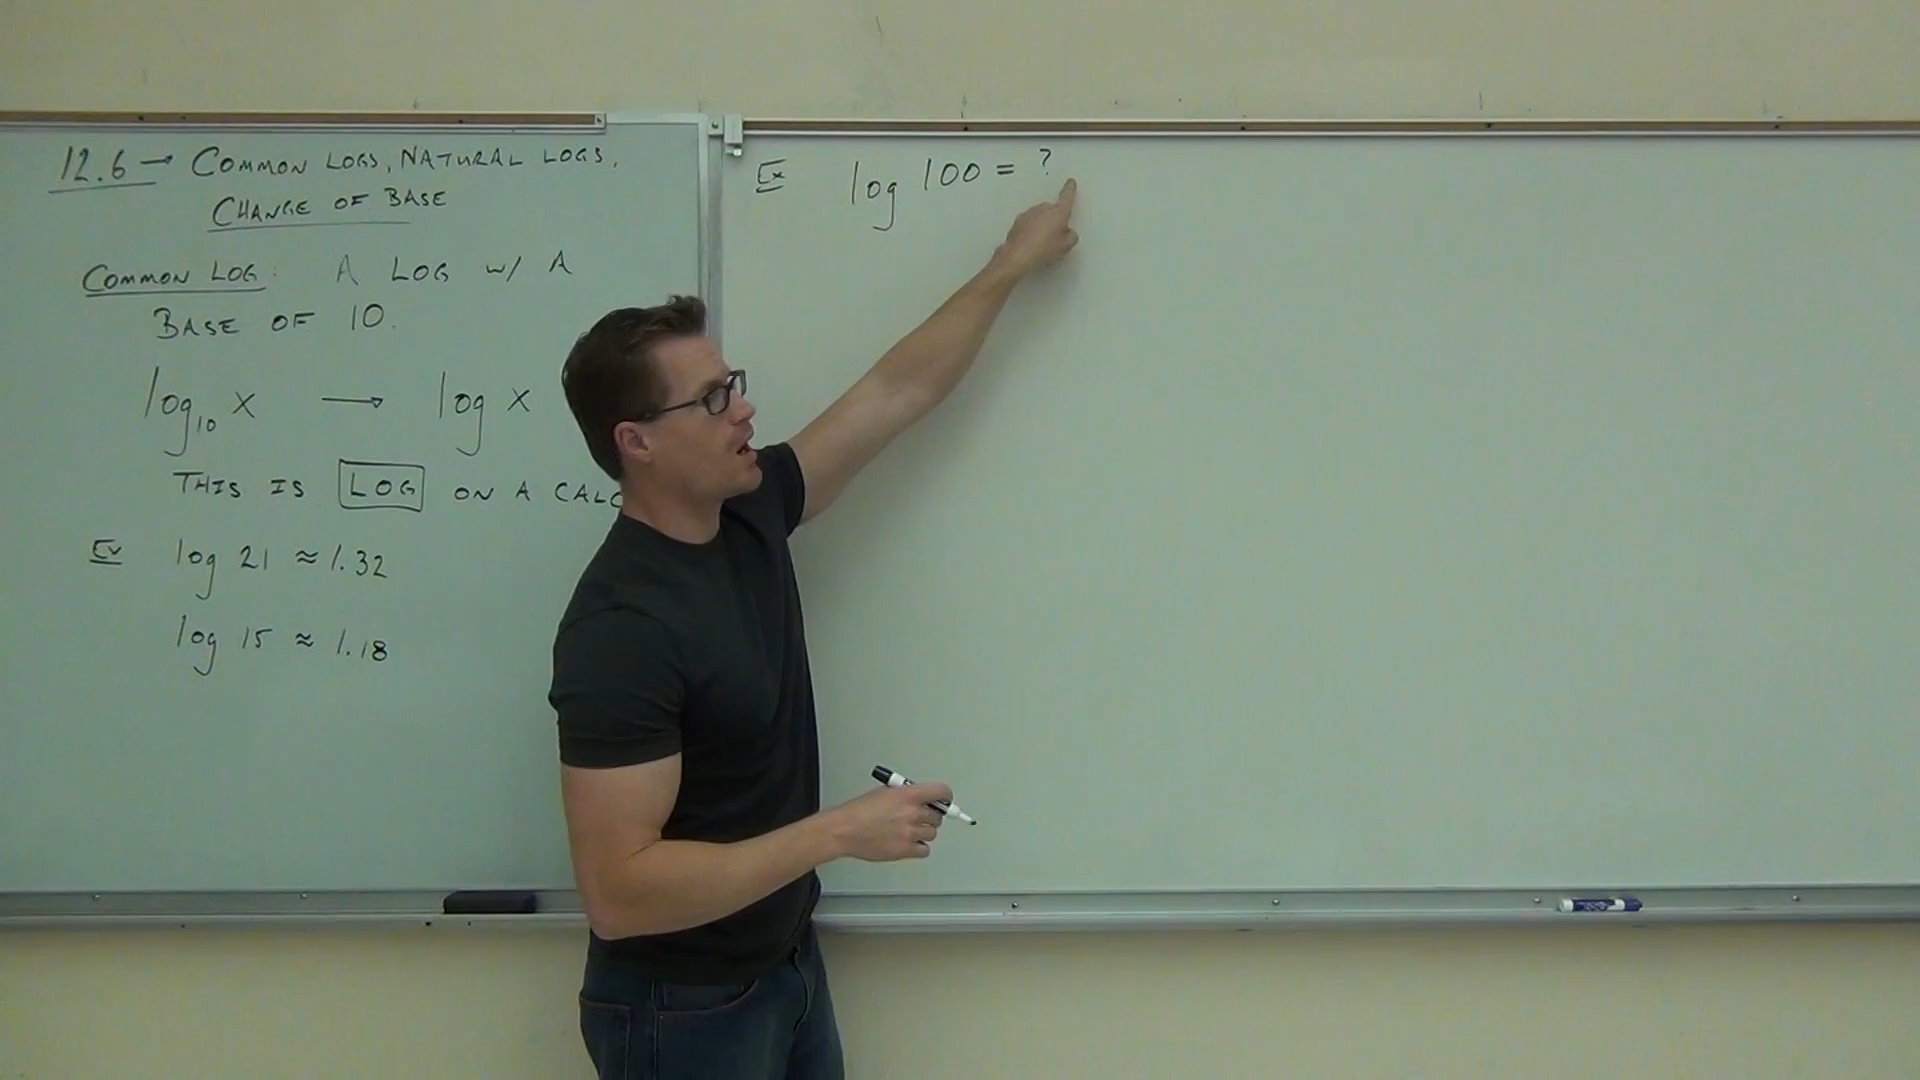 12.6 → COMMON LOGS, NATURAL LOGS,
CHANGE OF BASE
COMMON LOG: A LOG w/ A
BASE OF 10.
log₁₀ x → log x
THIS IS LOG ON A CALC
Ex log 21 ≈ 1.32
log 15 ≈ 1.18
Ex log 100 = ?